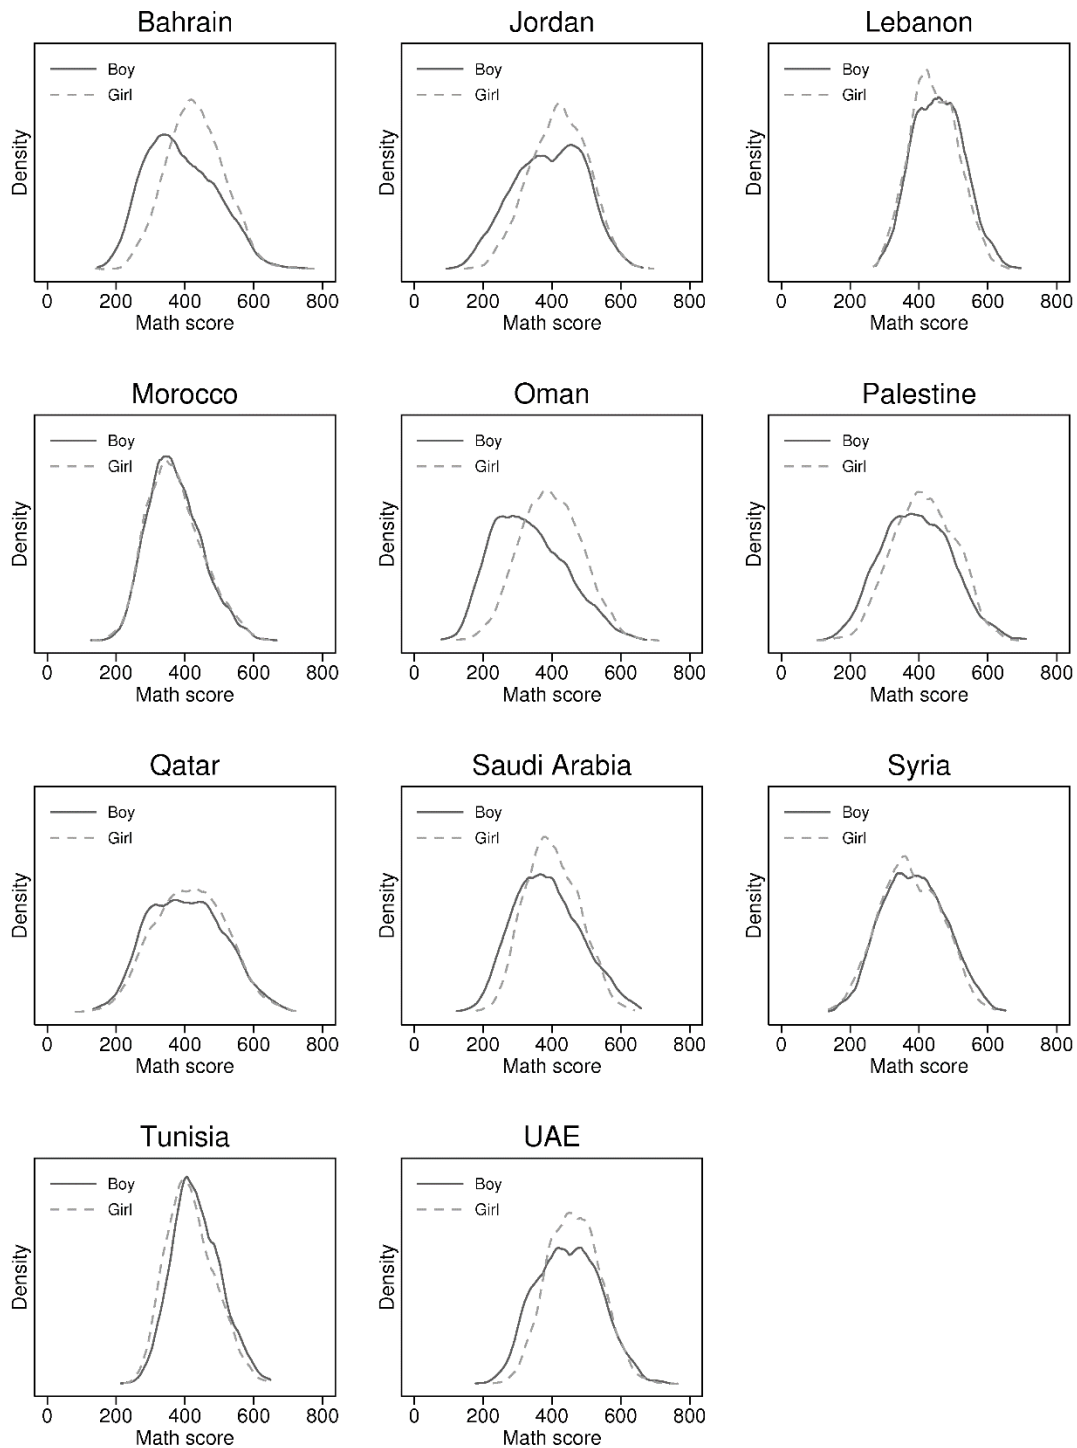 Bahrain
Boy
Girl
Density
0 200 400 600 800
Math score
Jordan
Boy
Girl
Density
0 200 400 600 800
Math score
Lebanon
Boy
Girl
Density
0 200 400 600 800
Math score
Morocco
Boy
Girl
Density
0 200 400 600 800
Math score
Oman
Boy
Girl
Density
0 200 400 600 800
Math score
Palestine
Boy
Girl
Density
0 200 400 600 800
Math score
Qatar
Boy
Girl
Density
0 200 400 600 800
Math score
Saudi Arabia
Boy
Girl
Density
0 200 400 600 800
Math score
Syria
Boy
Girl
Density
0 200 400 600 800
Math score
Tunisia
Boy
Girl
Density
0 200 400 600 800
Math score
UAE
Boy
Girl
Density
0 200 400 600 800
Math score